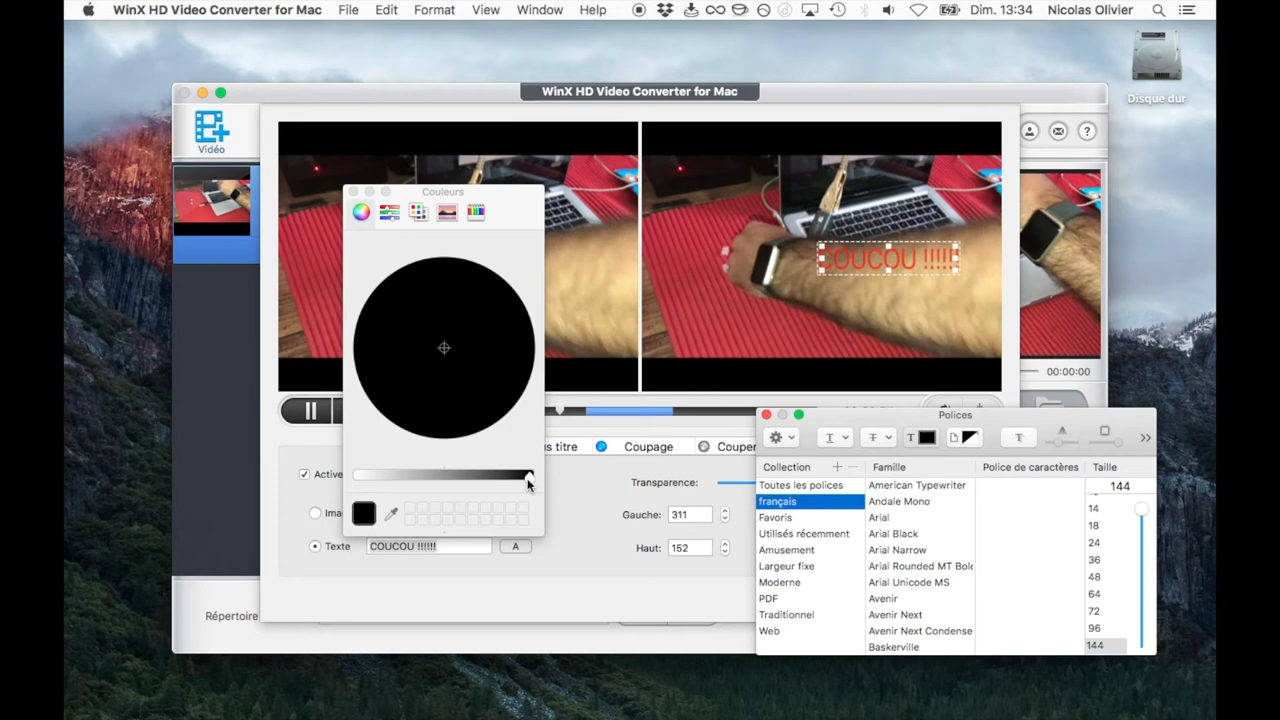 WinX HD Video Converter for Mac File Edit Format View Window Help Dim. 13:34 Nicolas Olivier
Disque dur
WinX HD Video Converter for Mac
Vidéo
?
Couleurs
COUCOU !!!!!!
00:00:00
us titre Coupage Couper
Active
Transparence:
Ima
Gauche: 311
Texte COUCOU !!!!!! A
Haut: 152
Répertoire
Polices
T T T T
Collection Famille Police de caractères Taille
Toutes les polices American Typewriter 144
français Andale Mono 14
Favoris Arial 18
Utilisés récemment Arial Black 24
Amusement Arial Narrow 36
Largeur fixe Arial Rounded MT Bold 48
Moderne Arial Unicode MS 64
PDF Avenir 72
Traditionnel Avenir Next 96
Web Avenir Next Condense 144
Baskerville